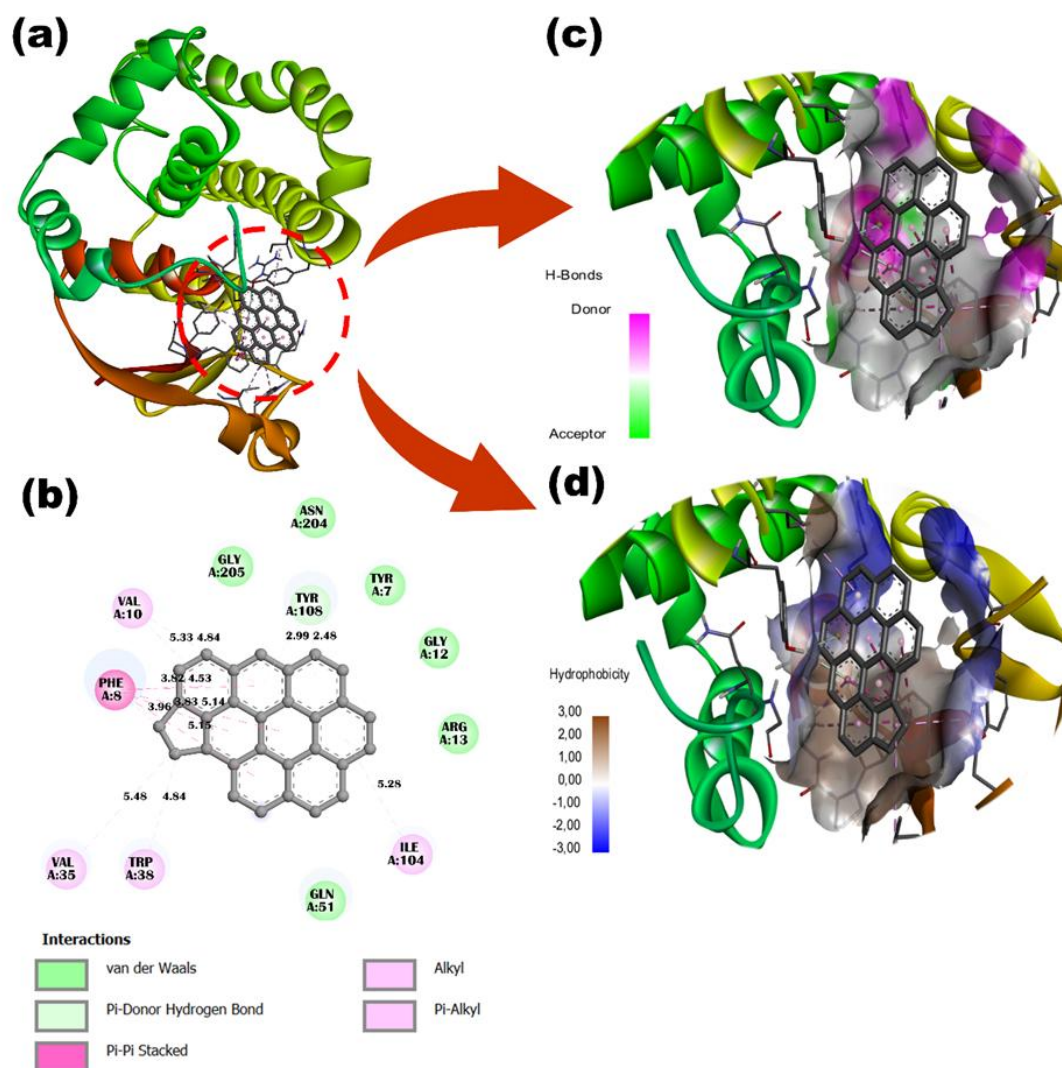 (a)
(c)
H-Bonds
Donor
Acceptor
(b)
ASN
A:204
GLY
A:205
TYR
A:7
VAL
A:10
TYR
A:108
5.33 4.84
2.99 2.48
GLY
A:12
PHE
A:8
3.82 4.53
3.83 5.14
3.96
5.15
ARG
A:13
5.28
5.48 4.84
VAL
A:35
TRP
A:38
ILE
A:104
GLN
A:51
(d)
Hydrophobicity
3,00
2,00
1,00
0,00
-1,00
-2,00
-3,00
Interactions
van der Waals
Pi-Donor Hydrogen Bond
Pi-Pi Stacked
Alkyl
Pi-Alkyl